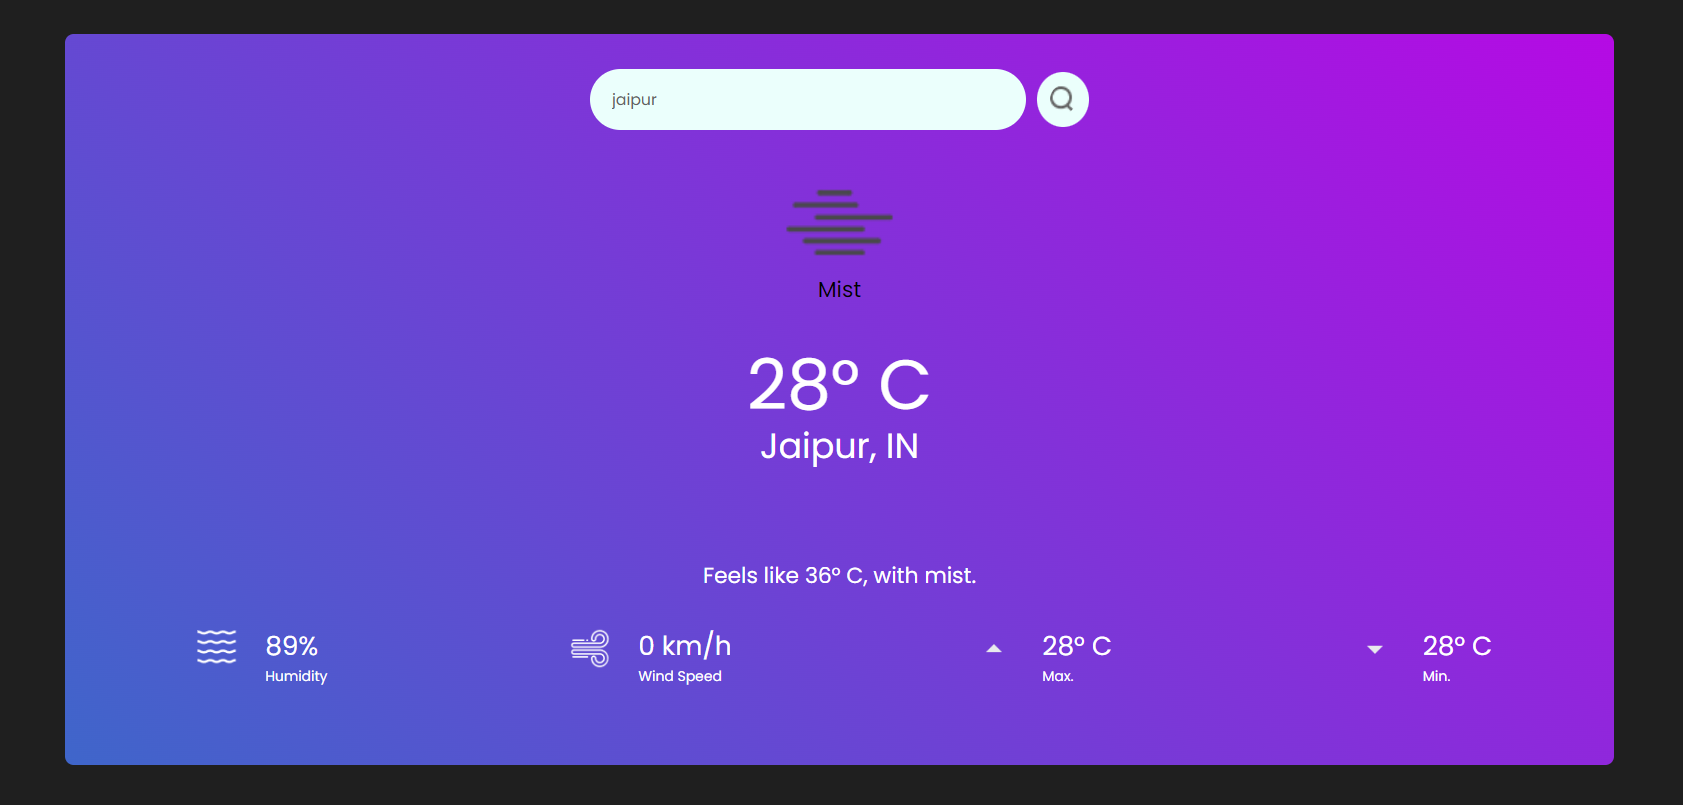 jaipur
Mist
28° C
Jaipur, IN
Feels like 36° C, with mist.
89%
Humidity
0 km/h
Wind Speed
28° C
Max.
28° C
Min.